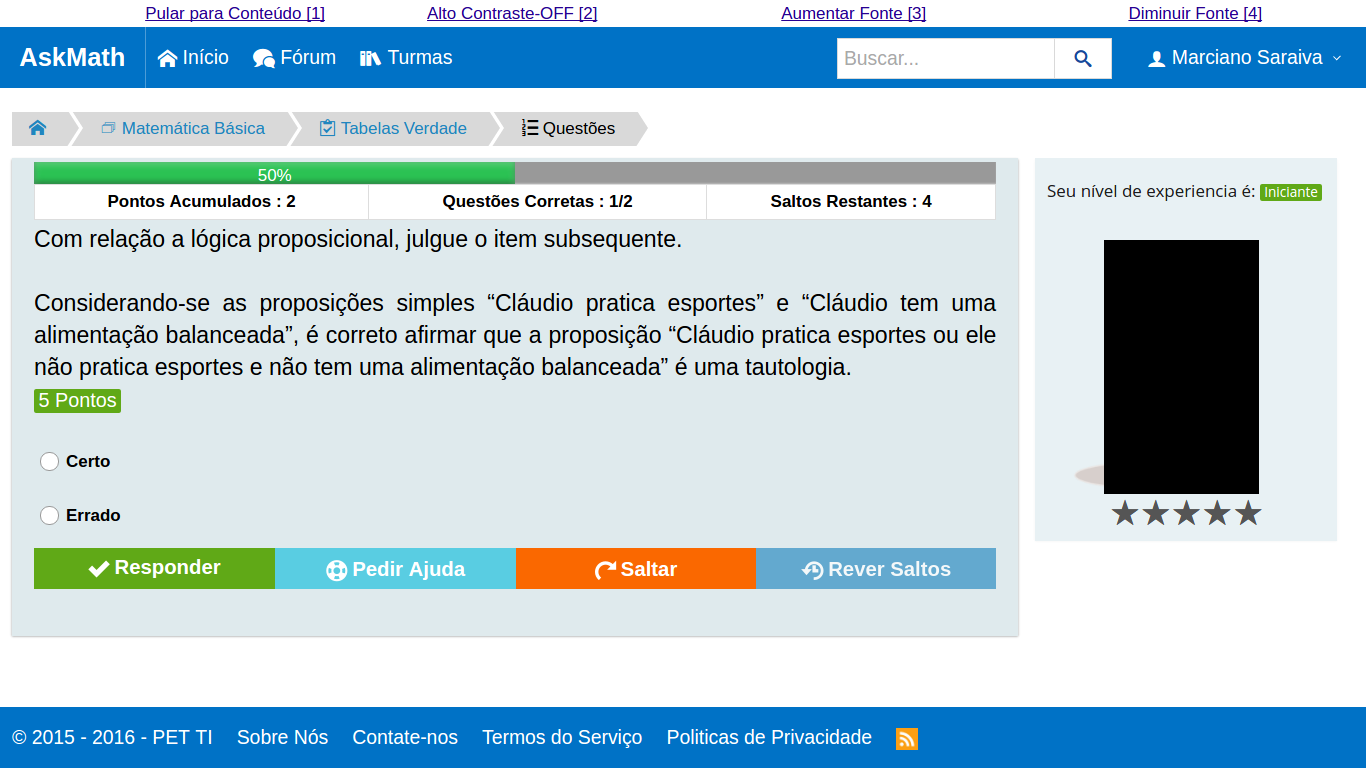 Pular para Conteúdo [1] Alto Contraste-OFF [2] Aumentar Fonte [3] Diminuir Fonte [4]
AskMath Início Fórum Turmas Buscar... Marciano Saraiva
Matemática Básica Tabelas Verdade Questões
50%
Pontos Acumulados : 2 Questões Corretas : 1/2 Saltos Restantes : 4
Com relação a lógica proposicional, julgue o item subsequente.
Considerando-se as proposições simples “Cláudio pratica esportes” e “Cláudio tem uma
alimentação balanceada”, é correto afirmar que a proposição “Cláudio pratica esportes ou ele
não pratica esportes e não tem uma alimentação balanceada” é uma tautologia.
5 Pontos
Certo
Errado
Responder Pedir Ajuda Saltar Rever Saltos
Seu nível de experiencia é: Iniciante
© 2015 - 2016 - PET TI Sobre Nós Contate-nos Termos do Serviço Politicas de Privacidade